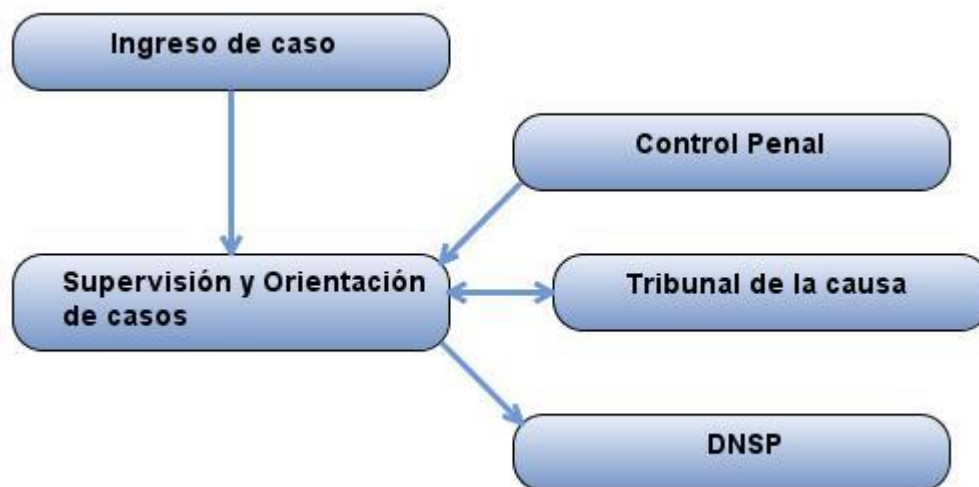 Ingreso de caso
Control Penal
Supervisión y Orientación
de casos
Tribunal de la causa
DNSP